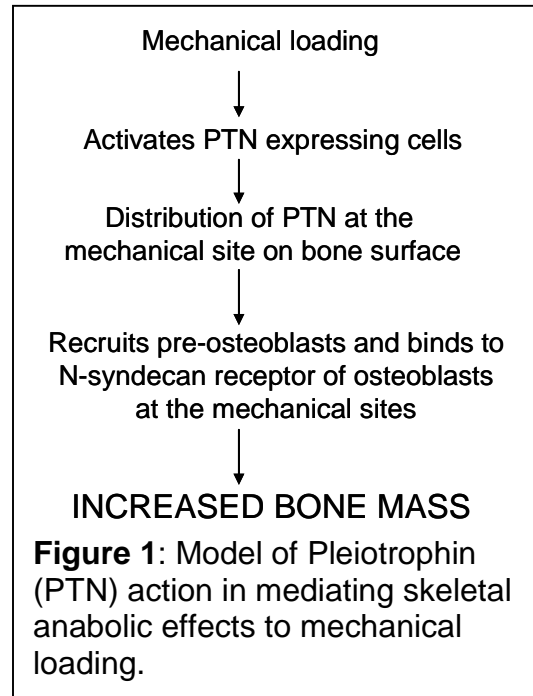 Mechanical loading
Activates PTN expressing cells
Distribution of PTN at the
mechanical site on bone surface
Recruits pre-osteoblasts and binds to
N-syndecan receptor of osteoblasts
at the mechanical sites
INCREASED BONE MASS
Figure 1: Model of Pleiotrophin
(PTN) action in mediating skeletal
anabolic effects to mechanical
loading.